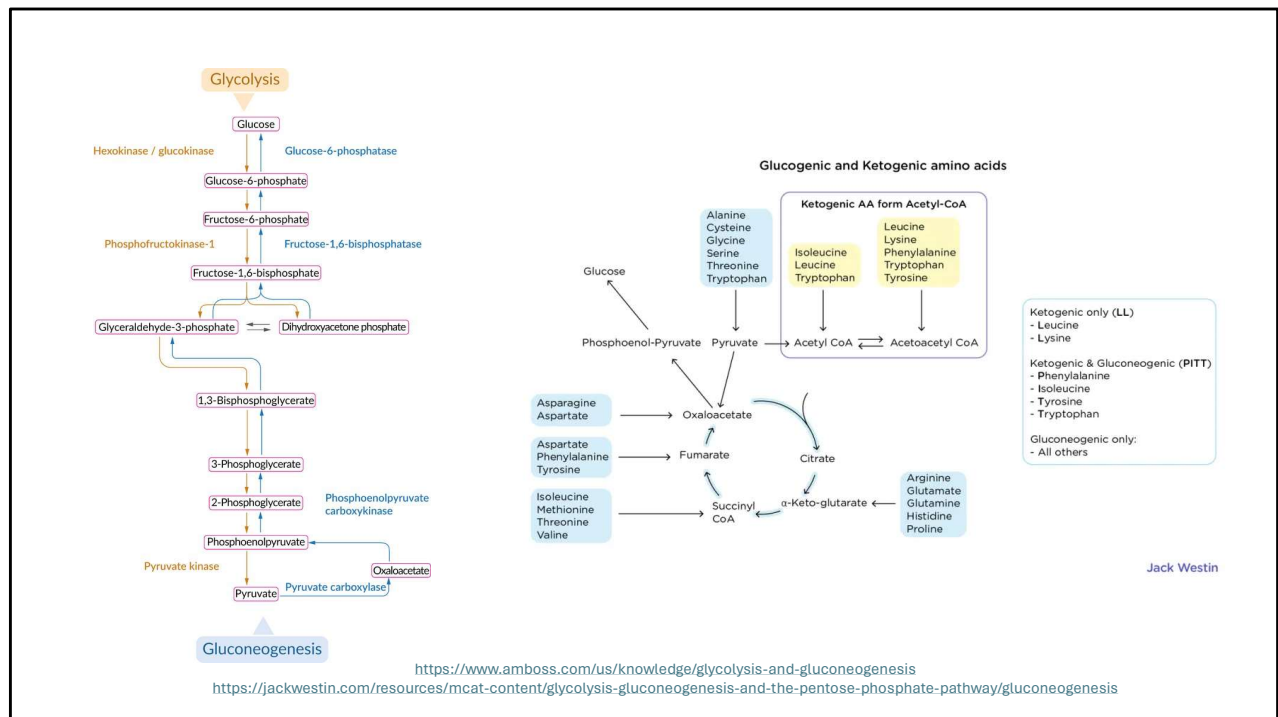 Glycolysis
Glucose
Hexokinase / glucokinase
Glucose-6-phosphatase
Glucose-6-phosphate
Fructose-6-phosphate
Phosphofructokinase-1
Fructose-1,6-bisphosphatase
Fructose-1,6-bisphosphate
Glyceraldehyde-3-phosphate
Dihydroxyacetone phosphate
1,3-Bisphosphoglycerate
3-Phosphoglycerate
2-Phosphoglycerate
Phosphoenolpyruvate
carboxykinase
Phosphoenolpyruvate
Pyruvate kinase
Oxaloacetate
Pyruvate carboxylase
Pyruvate
Gluconeogenesis
Glucogenic and Ketogenic amino acids
Ketogenic AA form Acetyl-CoA
Alanine
Cysteine
Glycine
Serine
Threonine
Tryptophan
Isoleucine
Leucine
Tryptophan
Leucine
Lysine
Phenylalanine
Tryptophan
Tyrosine
Glucose
Phosphoenol-Pyruvate
Pyruvate
Acetyl CoA
Acetoacetyl CoA
Asparagine
Aspartate
Oxaloacetate
Aspartate
Phenylalanine
Tyrosine
Fumarate
Citrate
Isoleucine
Methionine
Threonine
Valine
Succinyl
CoA
α-Keto-glutarate
Arginine
Glutamate
Glutamine
Histidine
Proline
Ketogenic only (LL)
- Leucine
- Lysine
Ketogenic & Gluconeogenic (PITT)
- Phenylalanine
- Isoleucine
- Tyrosine
- Tryptophan
Gluconeogenic only:
- All others
Jack Westin
https://www.amboss.com/us/knowledge/glycolysis-and-gluconeogenesis
https://jackwestin.com/resources/mcat-content/glycolysis-gluconeogenesis-and-the-pentose-phosphate-pathway/gluconeogenesis